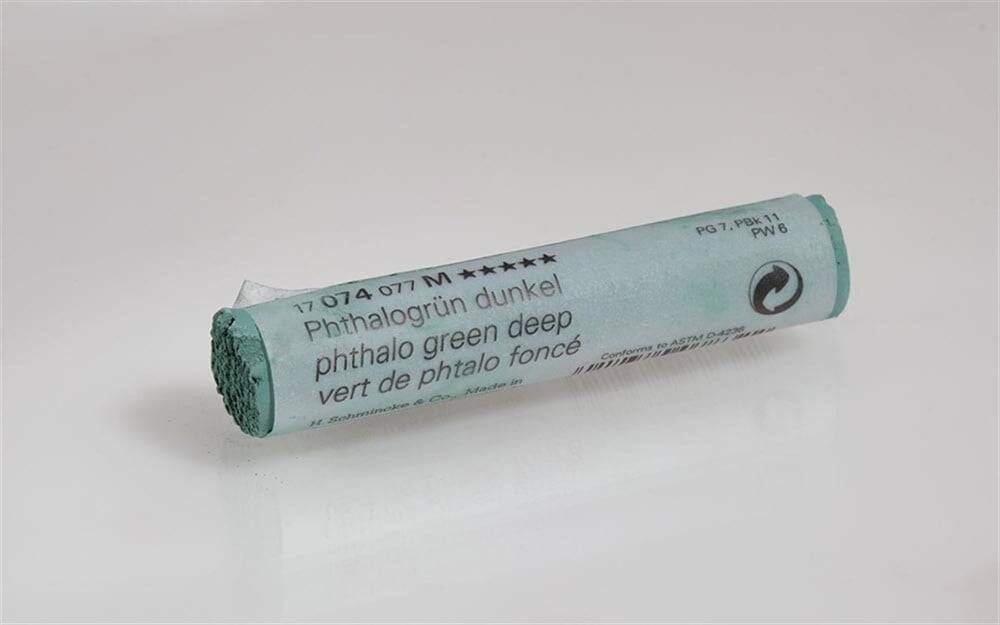 17 074 077 M ★★★★★
Phthalogrün dunkel
phthalo green deep
vert de phtalo foncé
H. Schmincke & Co., Made in
Conforms to ASTM D-4236
PG 7, PBk 11
PW 6